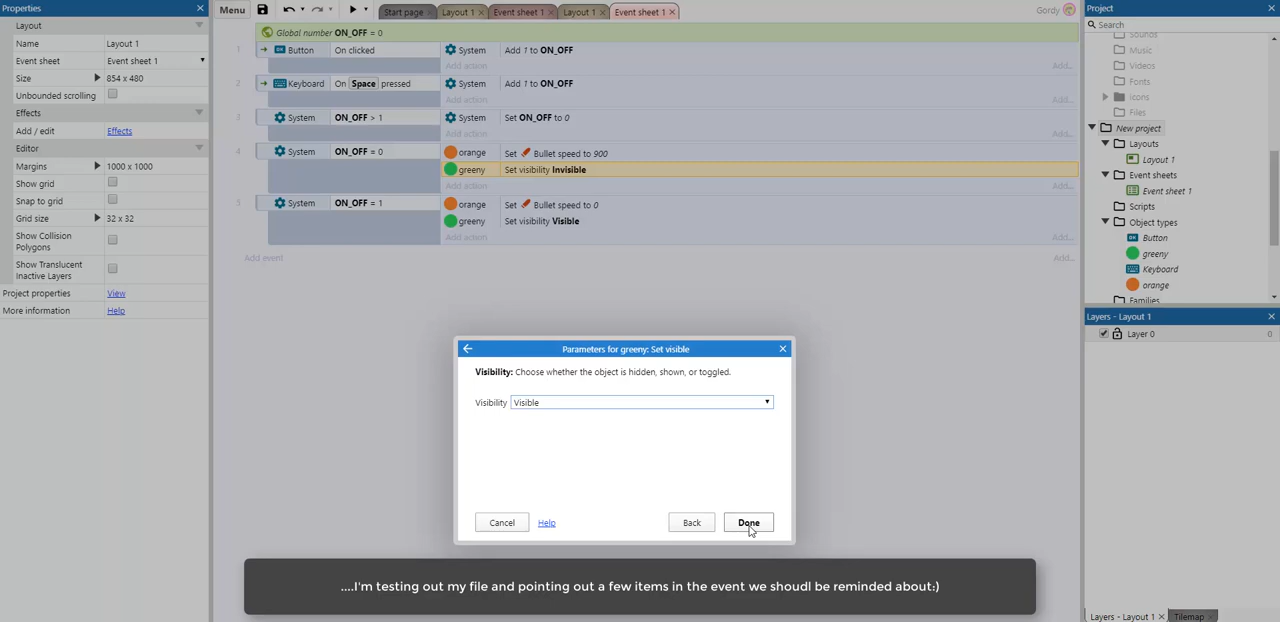 Properties
Menu
Start page
Layout 1
Event sheet 1
Layout 1
Event sheet 1
Gordy
Project
Layout
Name Layout 1
Event sheet Event sheet 1
Size 854 x 480
Unbounded scrolling
Effects
Add / edit Effects
Editor
Margins 1000 x 1000
Show grid
Snap to grid
Grid size 32 x 32
Show Collision
Polygons
Show Translucent
Inactive Layers
Project properties View
More information Help
Global number ON_OFF = 0
1 Button On clicked System Add 1 to ON_OFF
Add action Add...
2 Keyboard On Space pressed System Add 1 to ON_OFF
Add action Add...
3 System ON_OFF > 1 System Set ON_OFF to 0
Add action Add...
4 System ON_OFF = 0 orange Set Bullet speed to 900
greeny Set visibility Invisible
Add action Add...
5 System ON_OFF = 1 orange Set Bullet speed to 0
greeny Set visibility Visible
Add action Add...
Add event Add...
Search
Sounds
Music
Videos
Fonts
Icons
Files
New project
Layouts
Layout 1
Event sheets
Event sheet 1
Scripts
Object types
Button
greeny
Keyboard
orange
Families
Layers - Layout 1
Layer 0 0
Layers - Layout 1 Tilemap
Parameters for greeny: Set visible
Visibility: Choose whether the object is hidden, shown, or toggled.
Visibility Visible
Cancel Help Back Done
....I'm testing out my file and pointing out a few items in the event we shoudl be reminded about:)